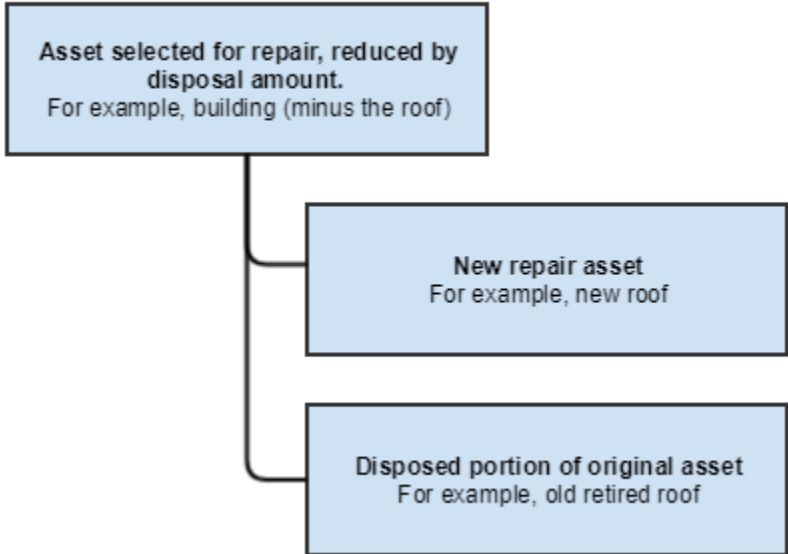 Asset selected for repair, reduced by
disposal amount.
For example, building (minus the roof)
New repair asset
For example, new roof
Disposed portion of original asset
For example, old retired roof